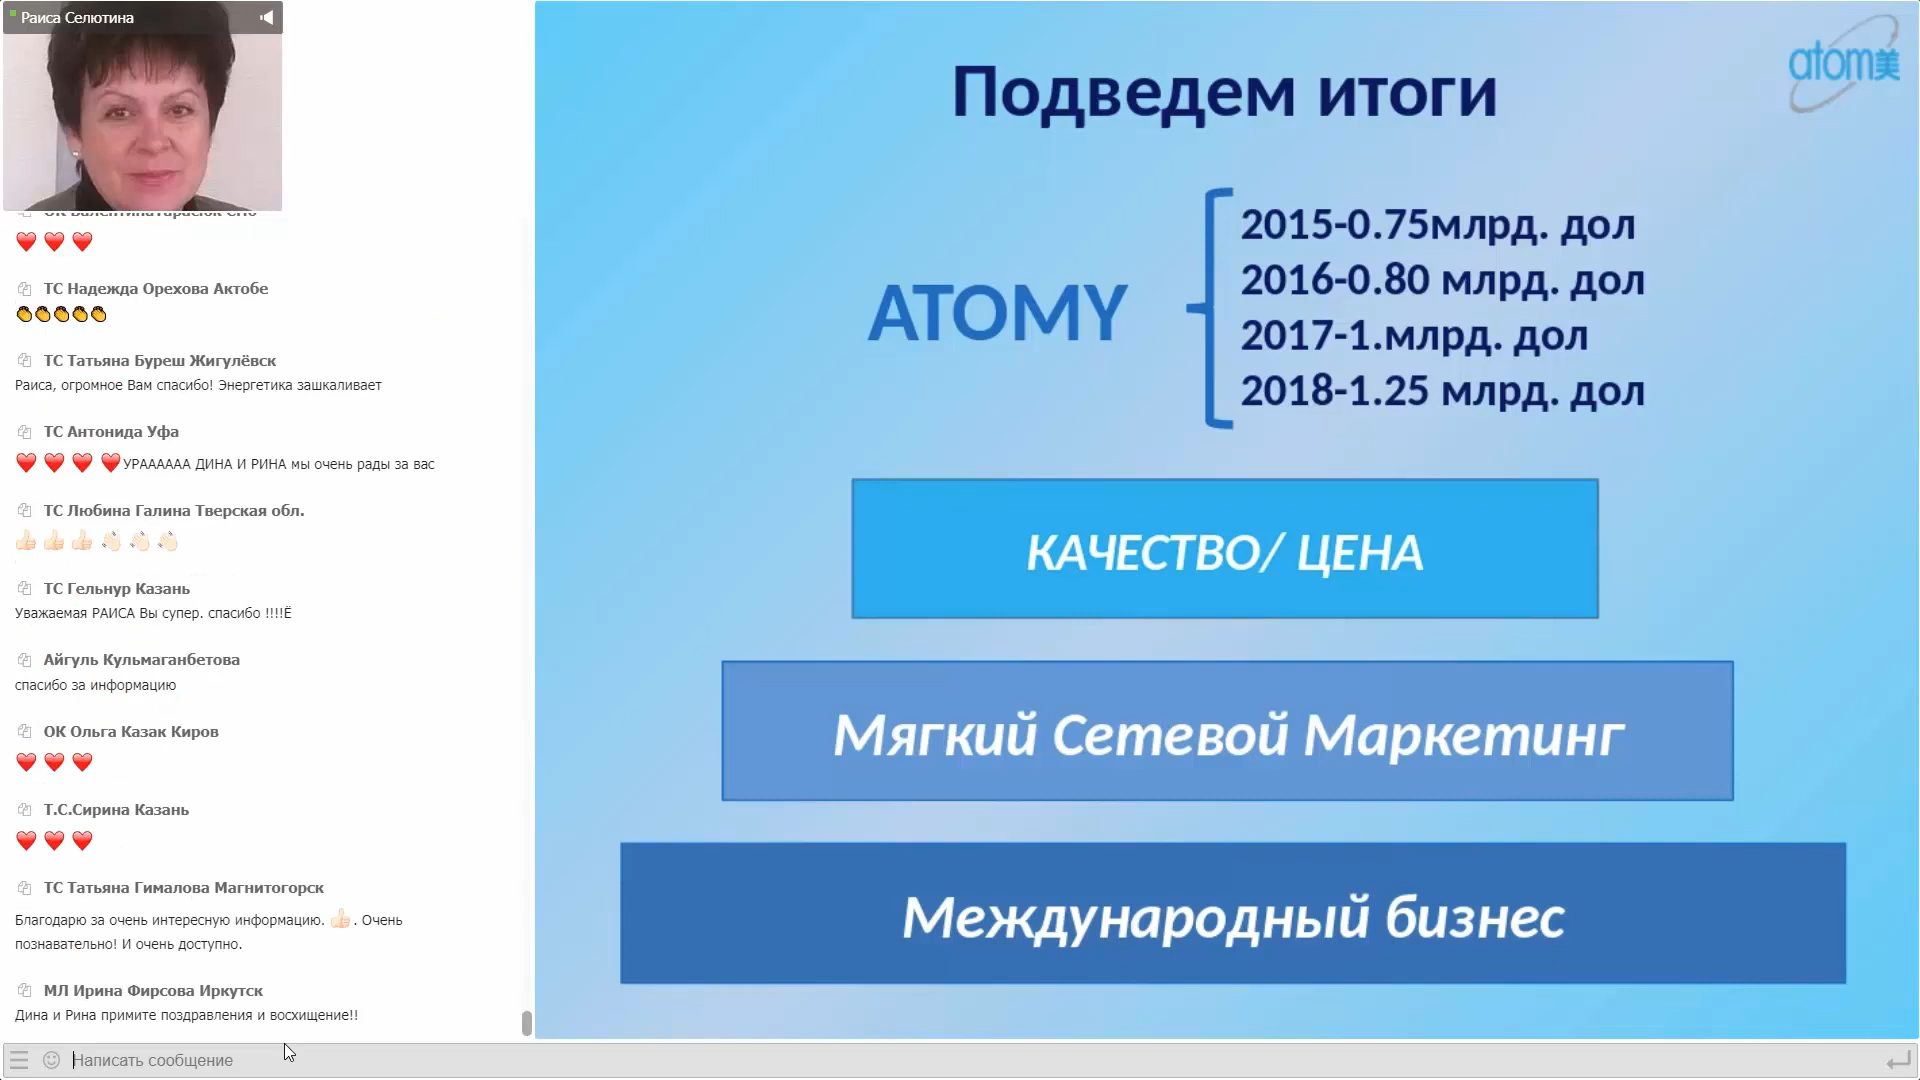 Раиса Селютина
ТС Надежда Орехова Актобе
ТС Татьяна Буреш Жигулёвск
Раиса, огромное Вам спасибо! Энергетика зашкаливает
ТС Антонида Уфа
УРАААААА ДИНА И РИНА мы очень рады за вас
ТС Любина Галина Тверская обл.
ТС Гельнур Казань
Уважаемая РАИСА Вы супер. спасибо !!!!Ё
Айгуль Кульмаганбетова
спасибо за информацию
ОК Ольга Казак Киров
Т.С.Сирина Казань
ТС Татьяна Гималова Магнитогорск
Благодарю за очень интересную информацию. . Очень
познавательно! И очень доступно.
МЛ Ирина Фирсова Иркутск
Дина и Рина примите поздравления и восхищение!!
Написать сообщение
atom美
Подведем итоги
ATOMY
2015-0.75млрд. дол
2016-0.80 млрд. дол
2017-1.млрд. дол
2018-1.25 млрд. дол
КАЧЕСТВО/ ЦЕНА
Мягкий Сетевой Маркетинг
Международный бизнес